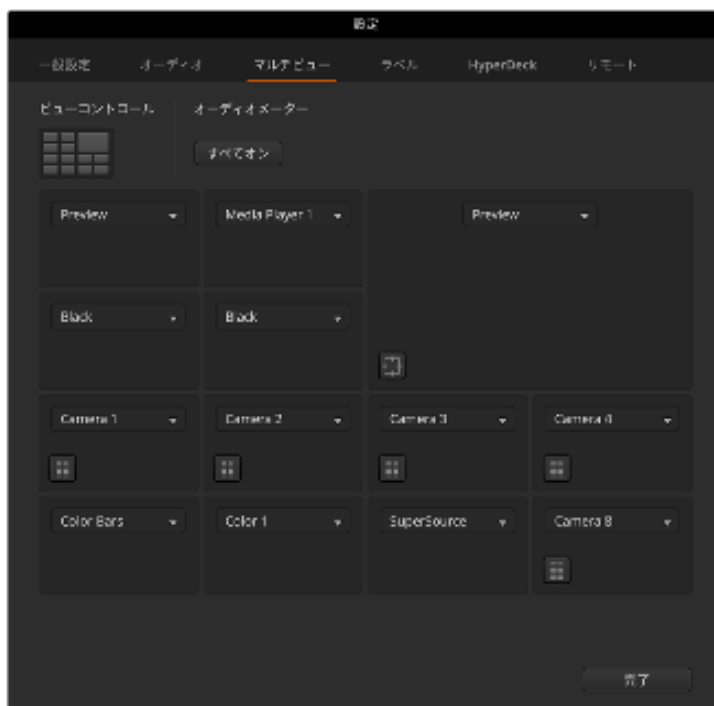 設定
一般設定 オーディオ マルチビュー ラベル HyperDeck リモート
ビューコントロール オーディオメーター
すべてオン
Preview Media Player 1 Preview
Black Black
Camera 1 Camera 2 Camera 3 Camera 4
Color Bars Color 1 SuperSource Camera 8
完了